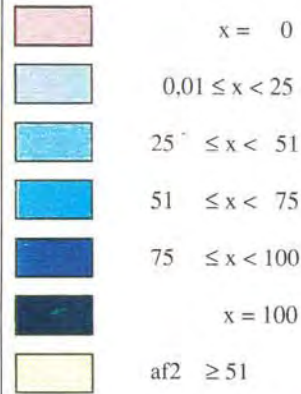 x = 0
0,01 ≤ x < 25
25 ≤ x < 51
51 ≤ x < 75
75 ≤ x < 100
x = 100
af2 ≥ 51